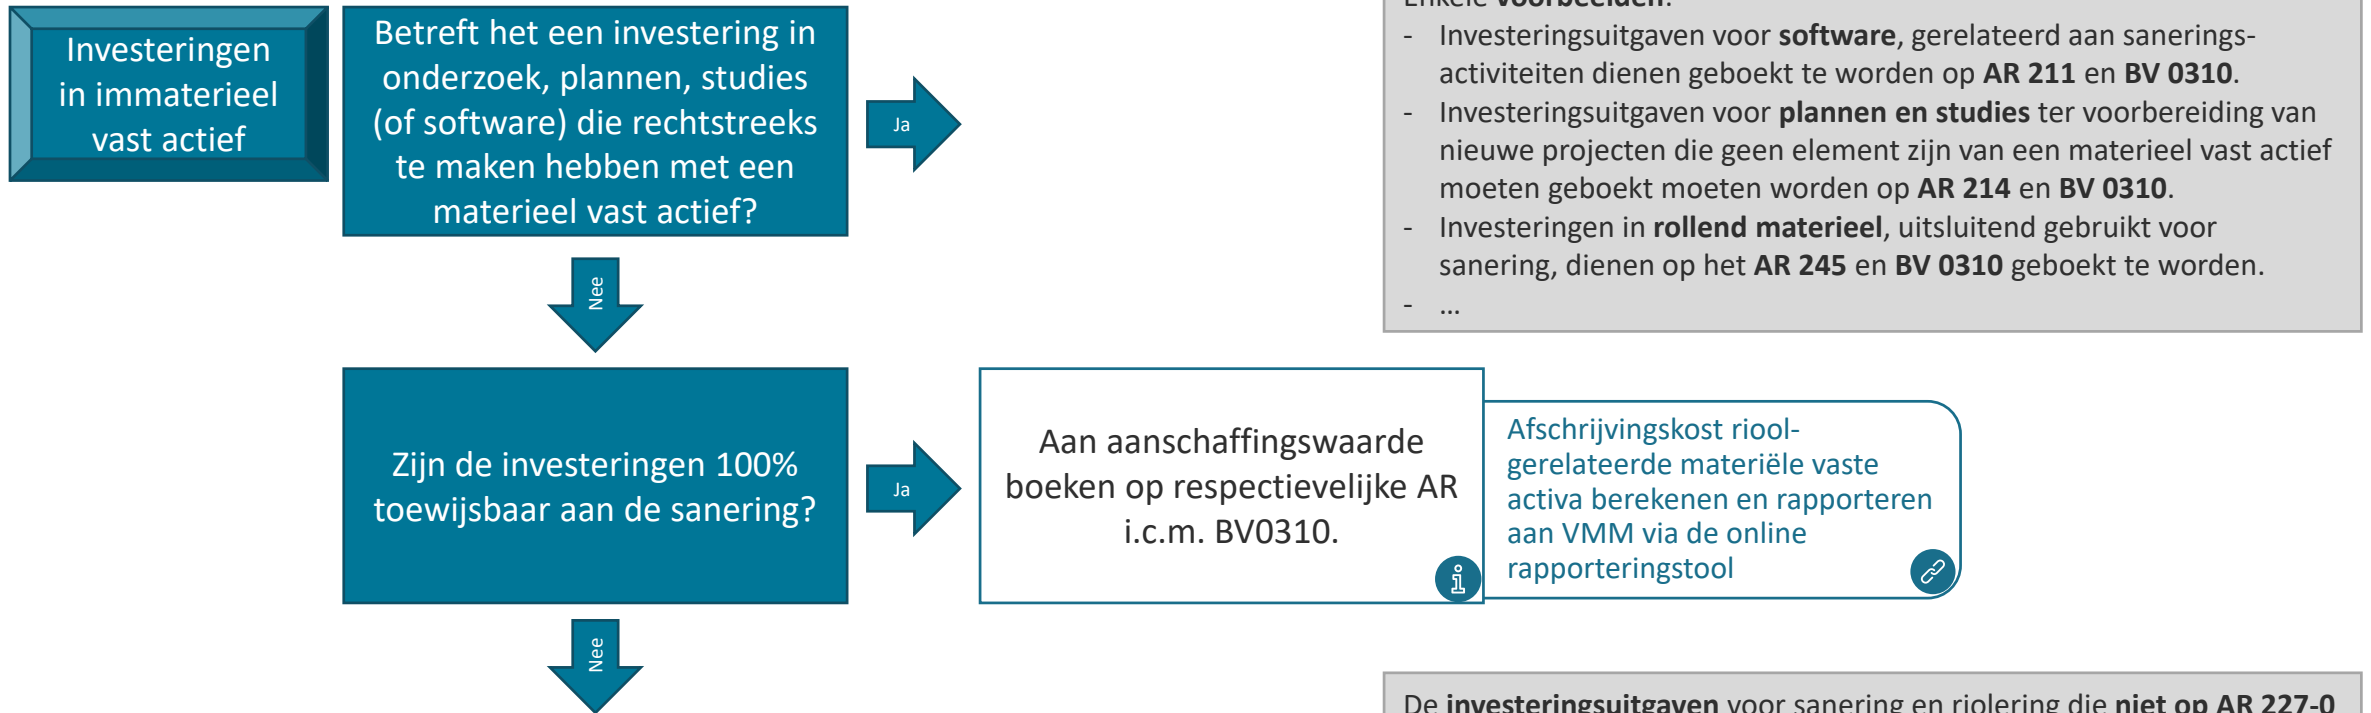 Investeringen
in immaterieel
vast actief
Betreft het een investering in
onderzoek, plannen, studies
(of software) die rechtstreeks
te maken hebben met een
materieel vast actief?
Ja
Enkele voorbeelden:
- Investeringsuitgaven voor software, gerelateerd aan sanerings-
activiteiten dienen geboekt te worden op AR 211 en BV 0310.
- Investeringsuitgaven voor plannen en studies ter voorbereiding van
nieuwe projecten die geen element zijn van een materieel vast actief
moeten geboekt moeten worden op AR 214 en BV 0310.
- Investeringen in rollend materieel, uitsluitend gebruikt voor
sanering, dienen op het AR 245 en BV 0310 geboekt te worden.
- ...
Nee
Zijn de investeringen 100%
toewijsbaar aan de sanering?
Ja
Aan aanschaffingswaarde
boeken op respectievelijke AR
i.c.m. BV0310.
Afschrijvingskost riool-
gerelateerde materiële vaste
activa berekenen en rapporteren
aan VMM via de online
rapporteringstool
Nee
De investeringsuitgaven voor sanering en riolering die niet op AR 227-0